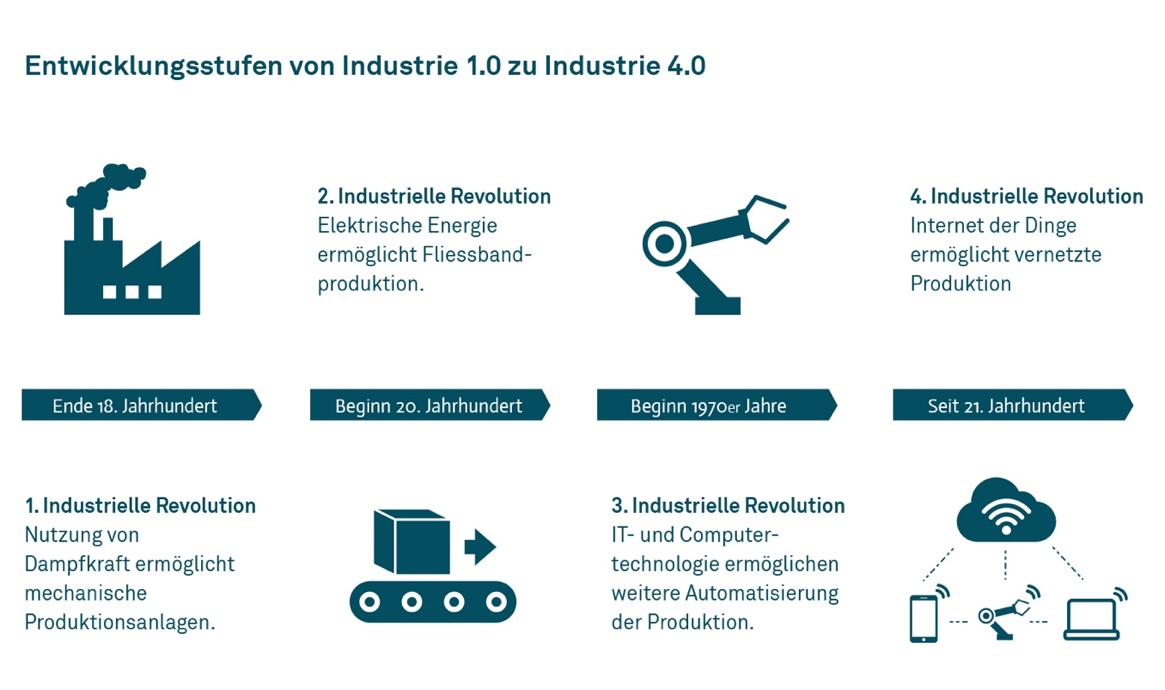 Entwicklungsstufen von Industrie 1.0 zu Industrie 4.0
2. Industrielle Revolution
Elektrische Energie
ermöglicht Fliessband-
produktion.
4. Industrielle Revolution
Internet der Dinge
ermöglicht vernetzte
Produktion
Ende 18. Jahrhundert
Beginn 20. Jahrhundert
Beginn 1970er Jahre
Seit 21. Jahrhundert
1. Industrielle Revolution
Nutzung von
Dampfkraft ermöglicht
mechanische
Produktionsanlagen.
3. Industrielle Revolution
IT- und Computer-
technologie ermöglichen
weitere Automatisierung
der Produktion.